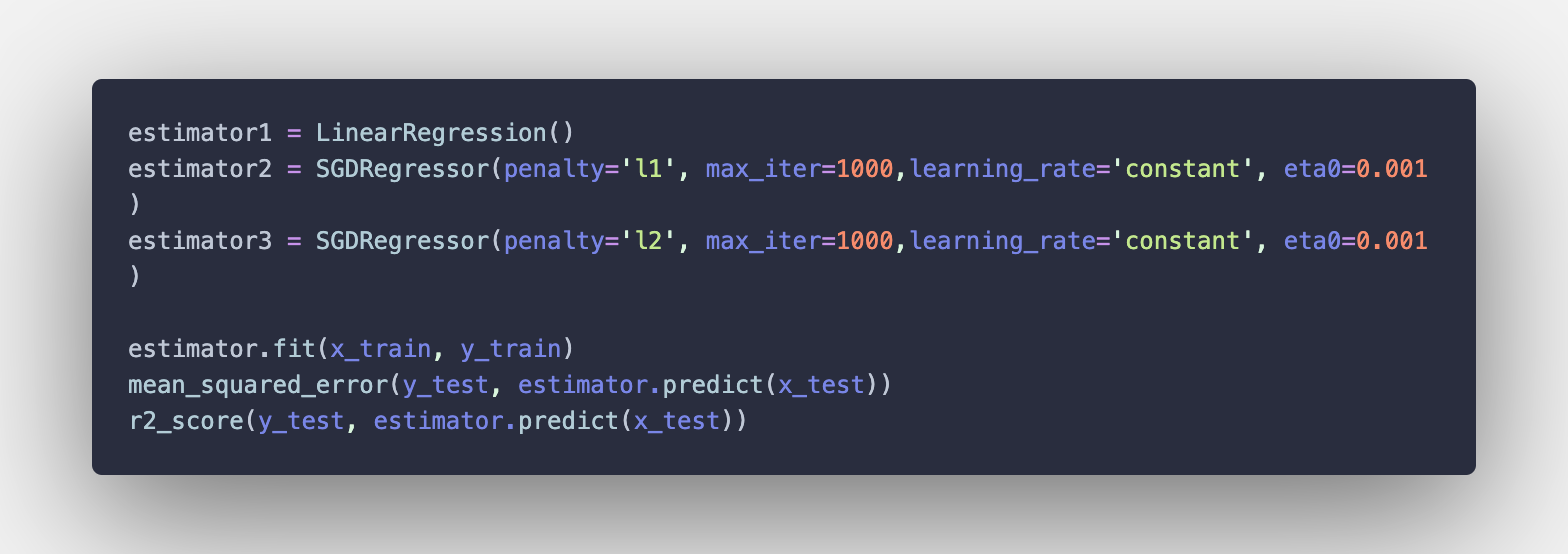 estimator1 = LinearRegression()
estimator2 = SGDRegressor(penalty='l1', max_iter=1000,learning_rate='constant', eta0=0.001
)
estimator3 = SGDRegressor(penalty='l2', max_iter=1000,learning_rate='constant', eta0=0.001
)
estimator.fit(x_train, y_train)
mean_squared_error(y_test, estimator.predict(x_test))
r2_score(y_test, estimator.predict(x_test))